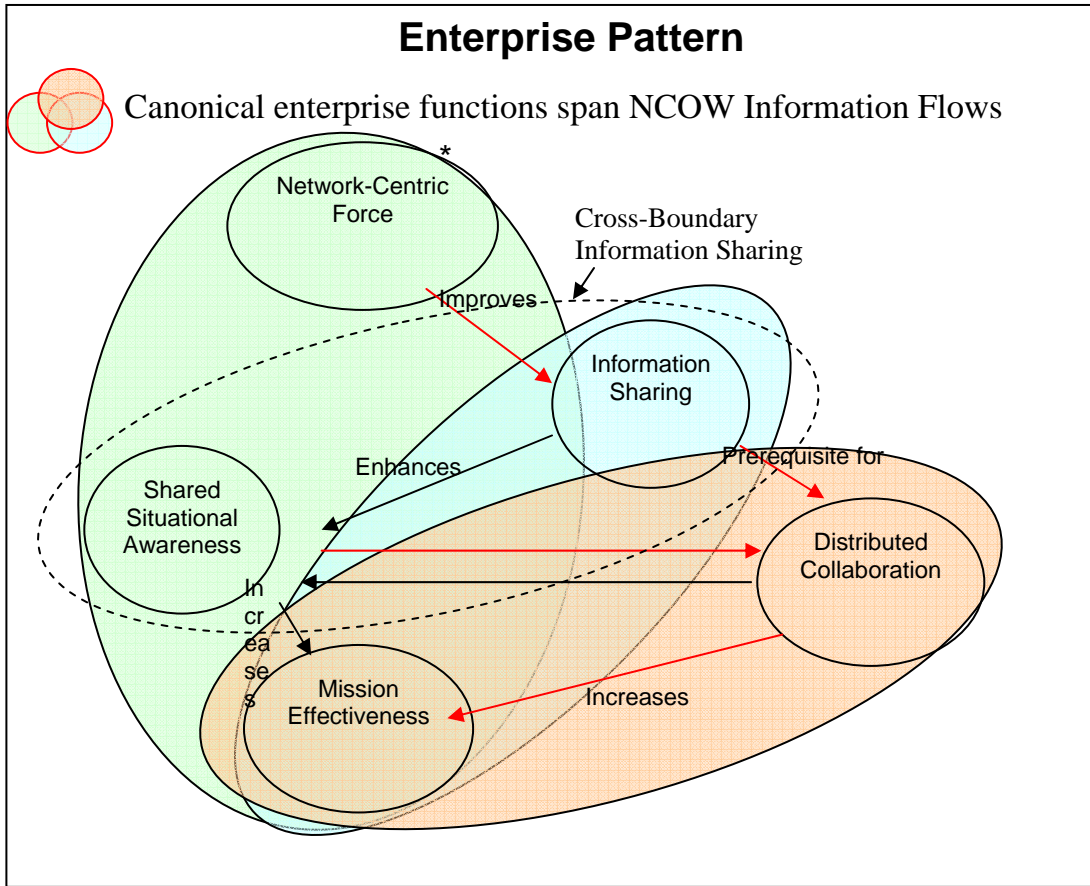 Enterprise Pattern
Canonical enterprise functions span NCOW Information Flows
*
Network-Centric
Force
Cross-Boundary
Information Sharing
Improves
Information
Sharing
Enhances
Prerequisite for
Shared
Situational
Awareness
Distributed
Collaboration
In
cr
ea
se
s
Mission
Effectiveness
Increases